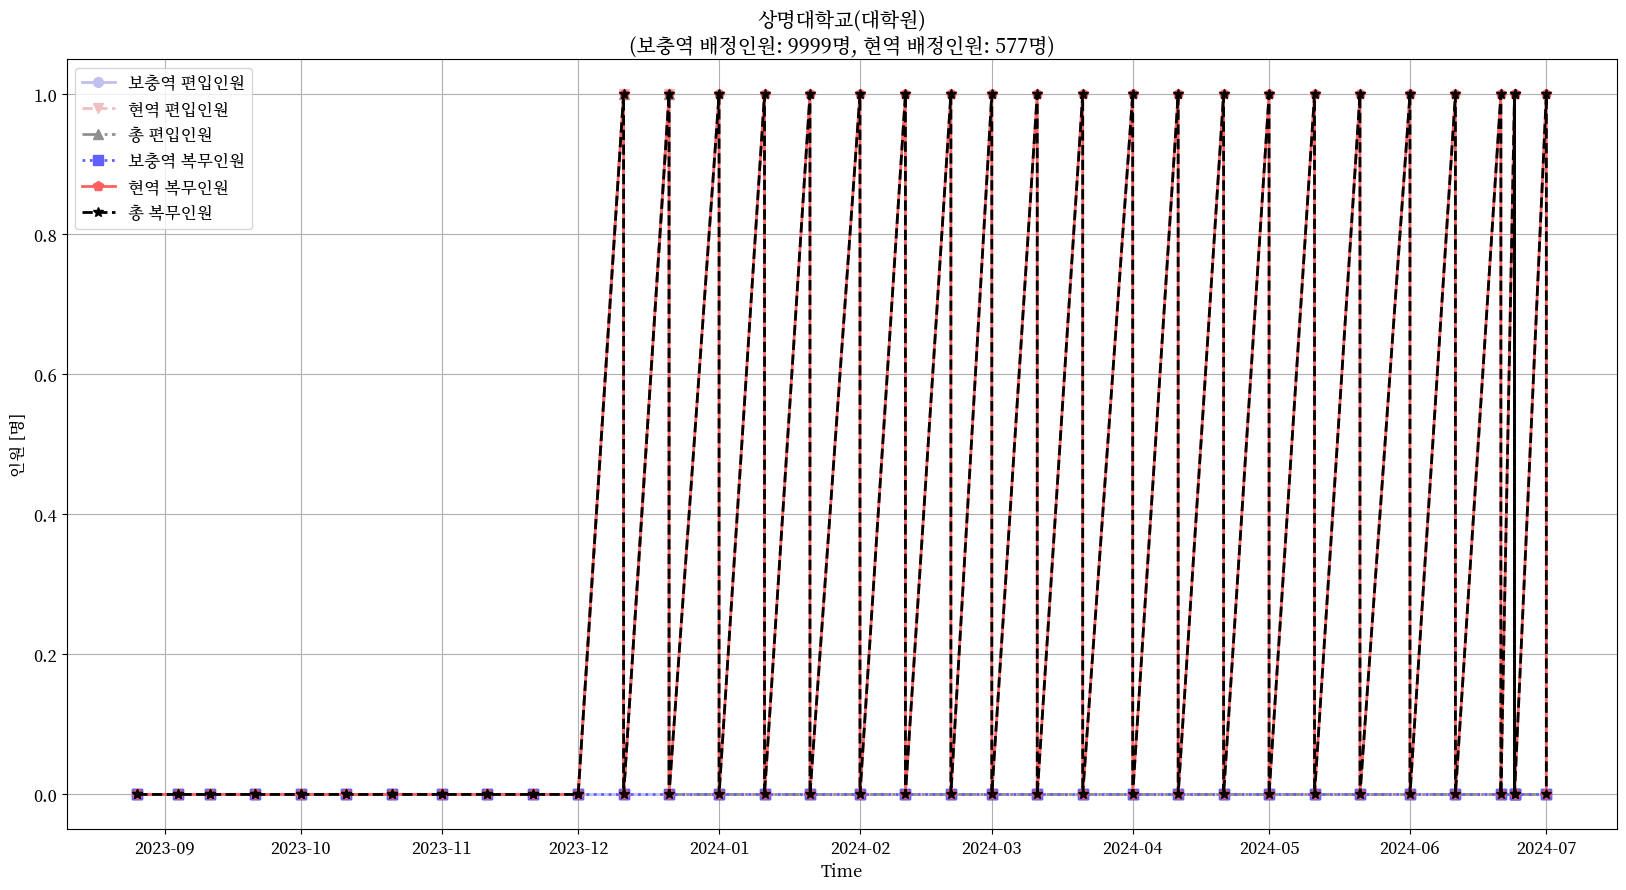 상명대학교(대학원)
(보충역 배정인원: 9999명, 현역 배정인원: 577명)
보충역 편입인원
현역 편입인원
총 편입인원
보충역 복무인원
현역 복무인원
총 복무인원
인원 [명]
1.0
0.8
0.6
0.4
0.2
0.0
2023-09
2023-10
2023-11
2023-12
2024-01
2024-02
2024-03
2024-04
2024-05
2024-06
2024-07
Time